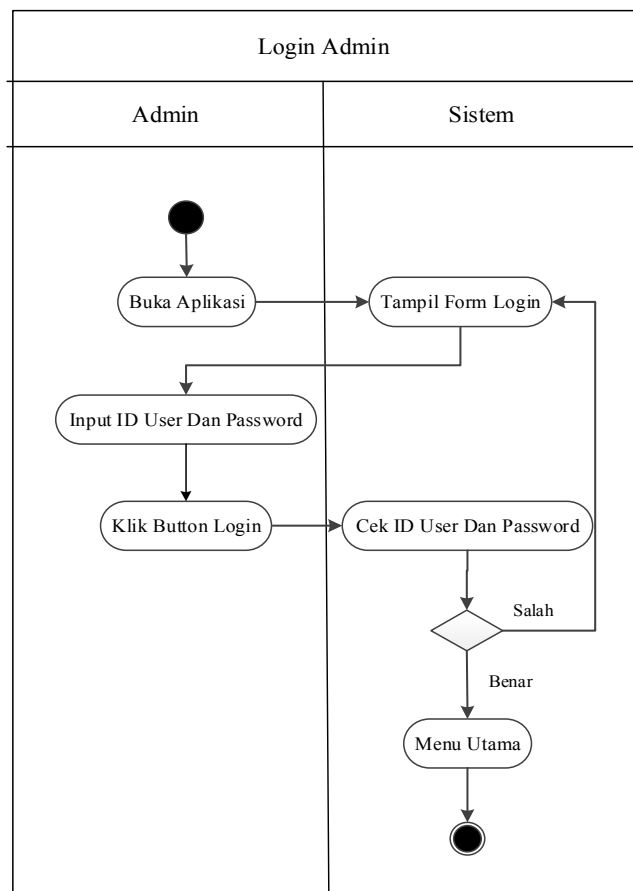 Login Admin
Admin
Sistem
Buka Aplikasi
Tampil Form Login
Input ID User Dan Password
Klik Button Login
Cek ID User Dan Password
Salah
Benar
Menu Utama